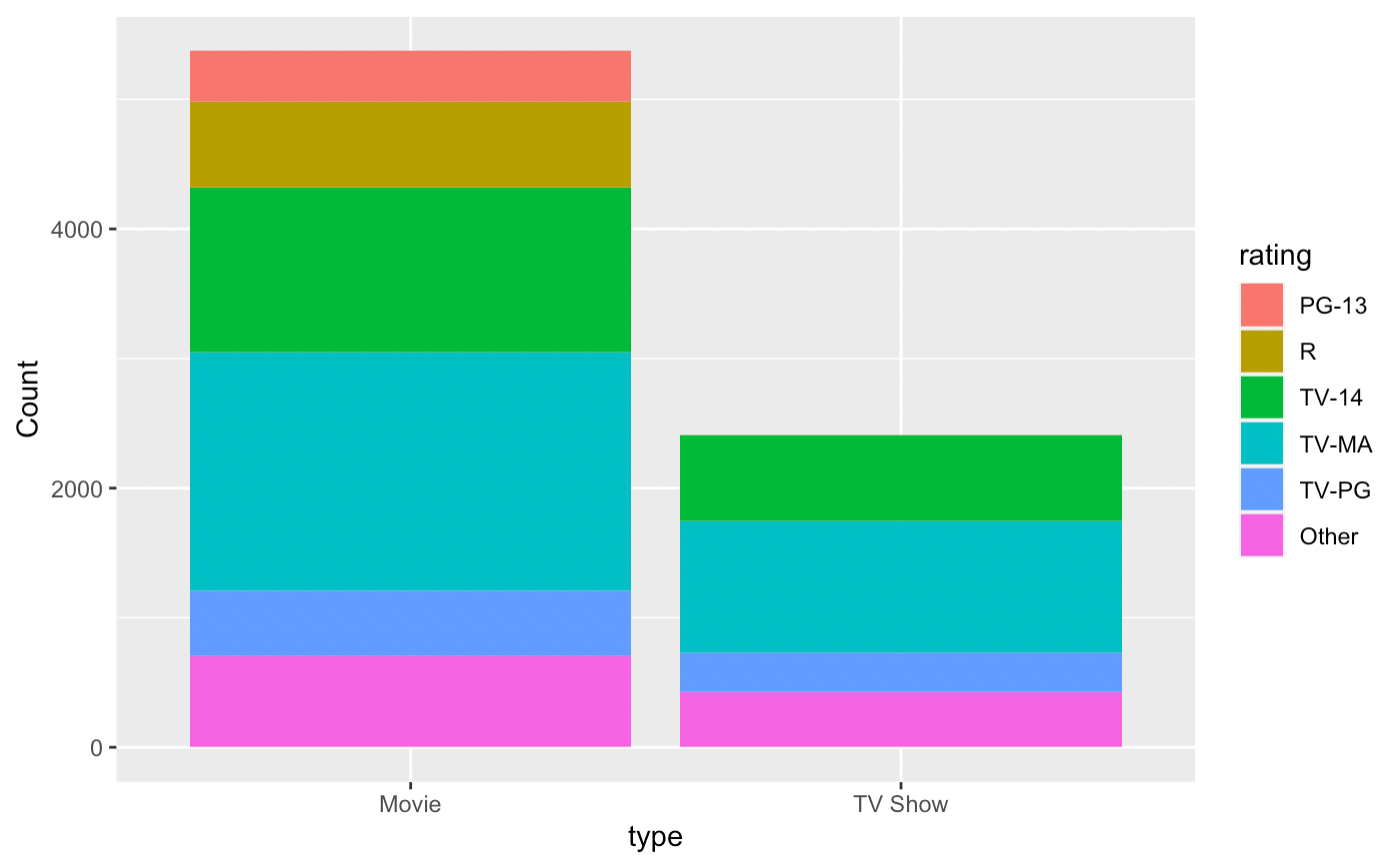 Count
4000
2000
0
Movie
TV Show
type
rating
PG-13
R
TV-14
TV-MA
TV-PG
Other